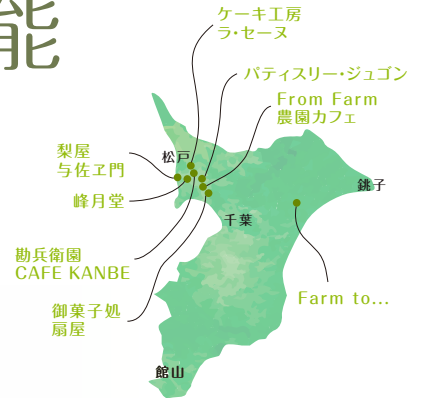 能
ケーキ工房
ラ・セーヌ
パティスリー・ジュゴン
From Farm
農園カフェ
梨屋
与佐ヱ門
松戸
銚子
峰月堂
千葉
勘兵衛園
CAFE KANBE
御菓子処
扇屋
Farm to...
館山